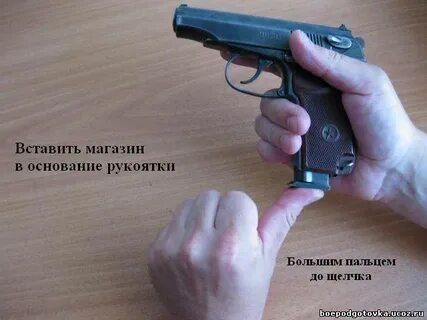 Вставить магазин
в основание рукоятки
Большим пальцем
до щелчка
boepodgotovka.ucoz.ru